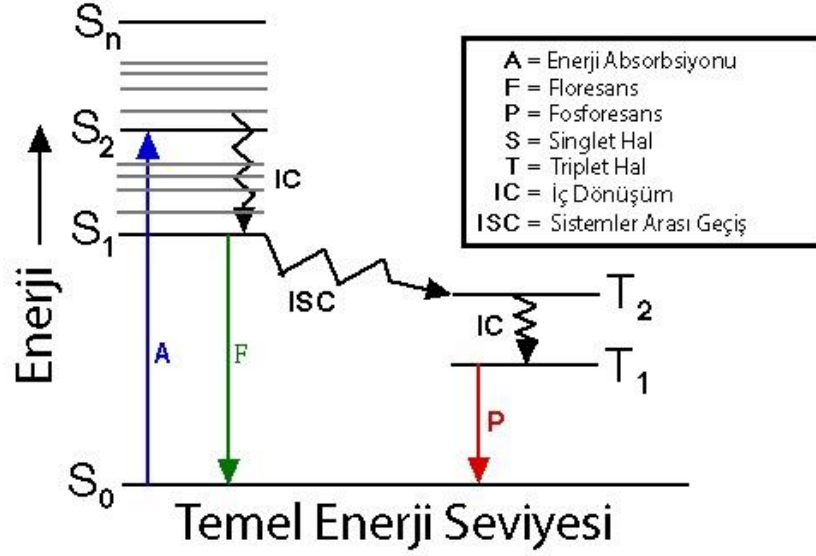 Sn
S2
S1
S0
Enerji
A
F
IC
ISC
IC
P
T2
T1
A = Enerji Absorbsiyonu
F = Floresans
P = Fosforesans
S = Singlet Hal
T = Triplet Hal
IC = İç Dönüşüm
ISC = Sistemler Arası Geçiş
Temel Enerji Seviyesi